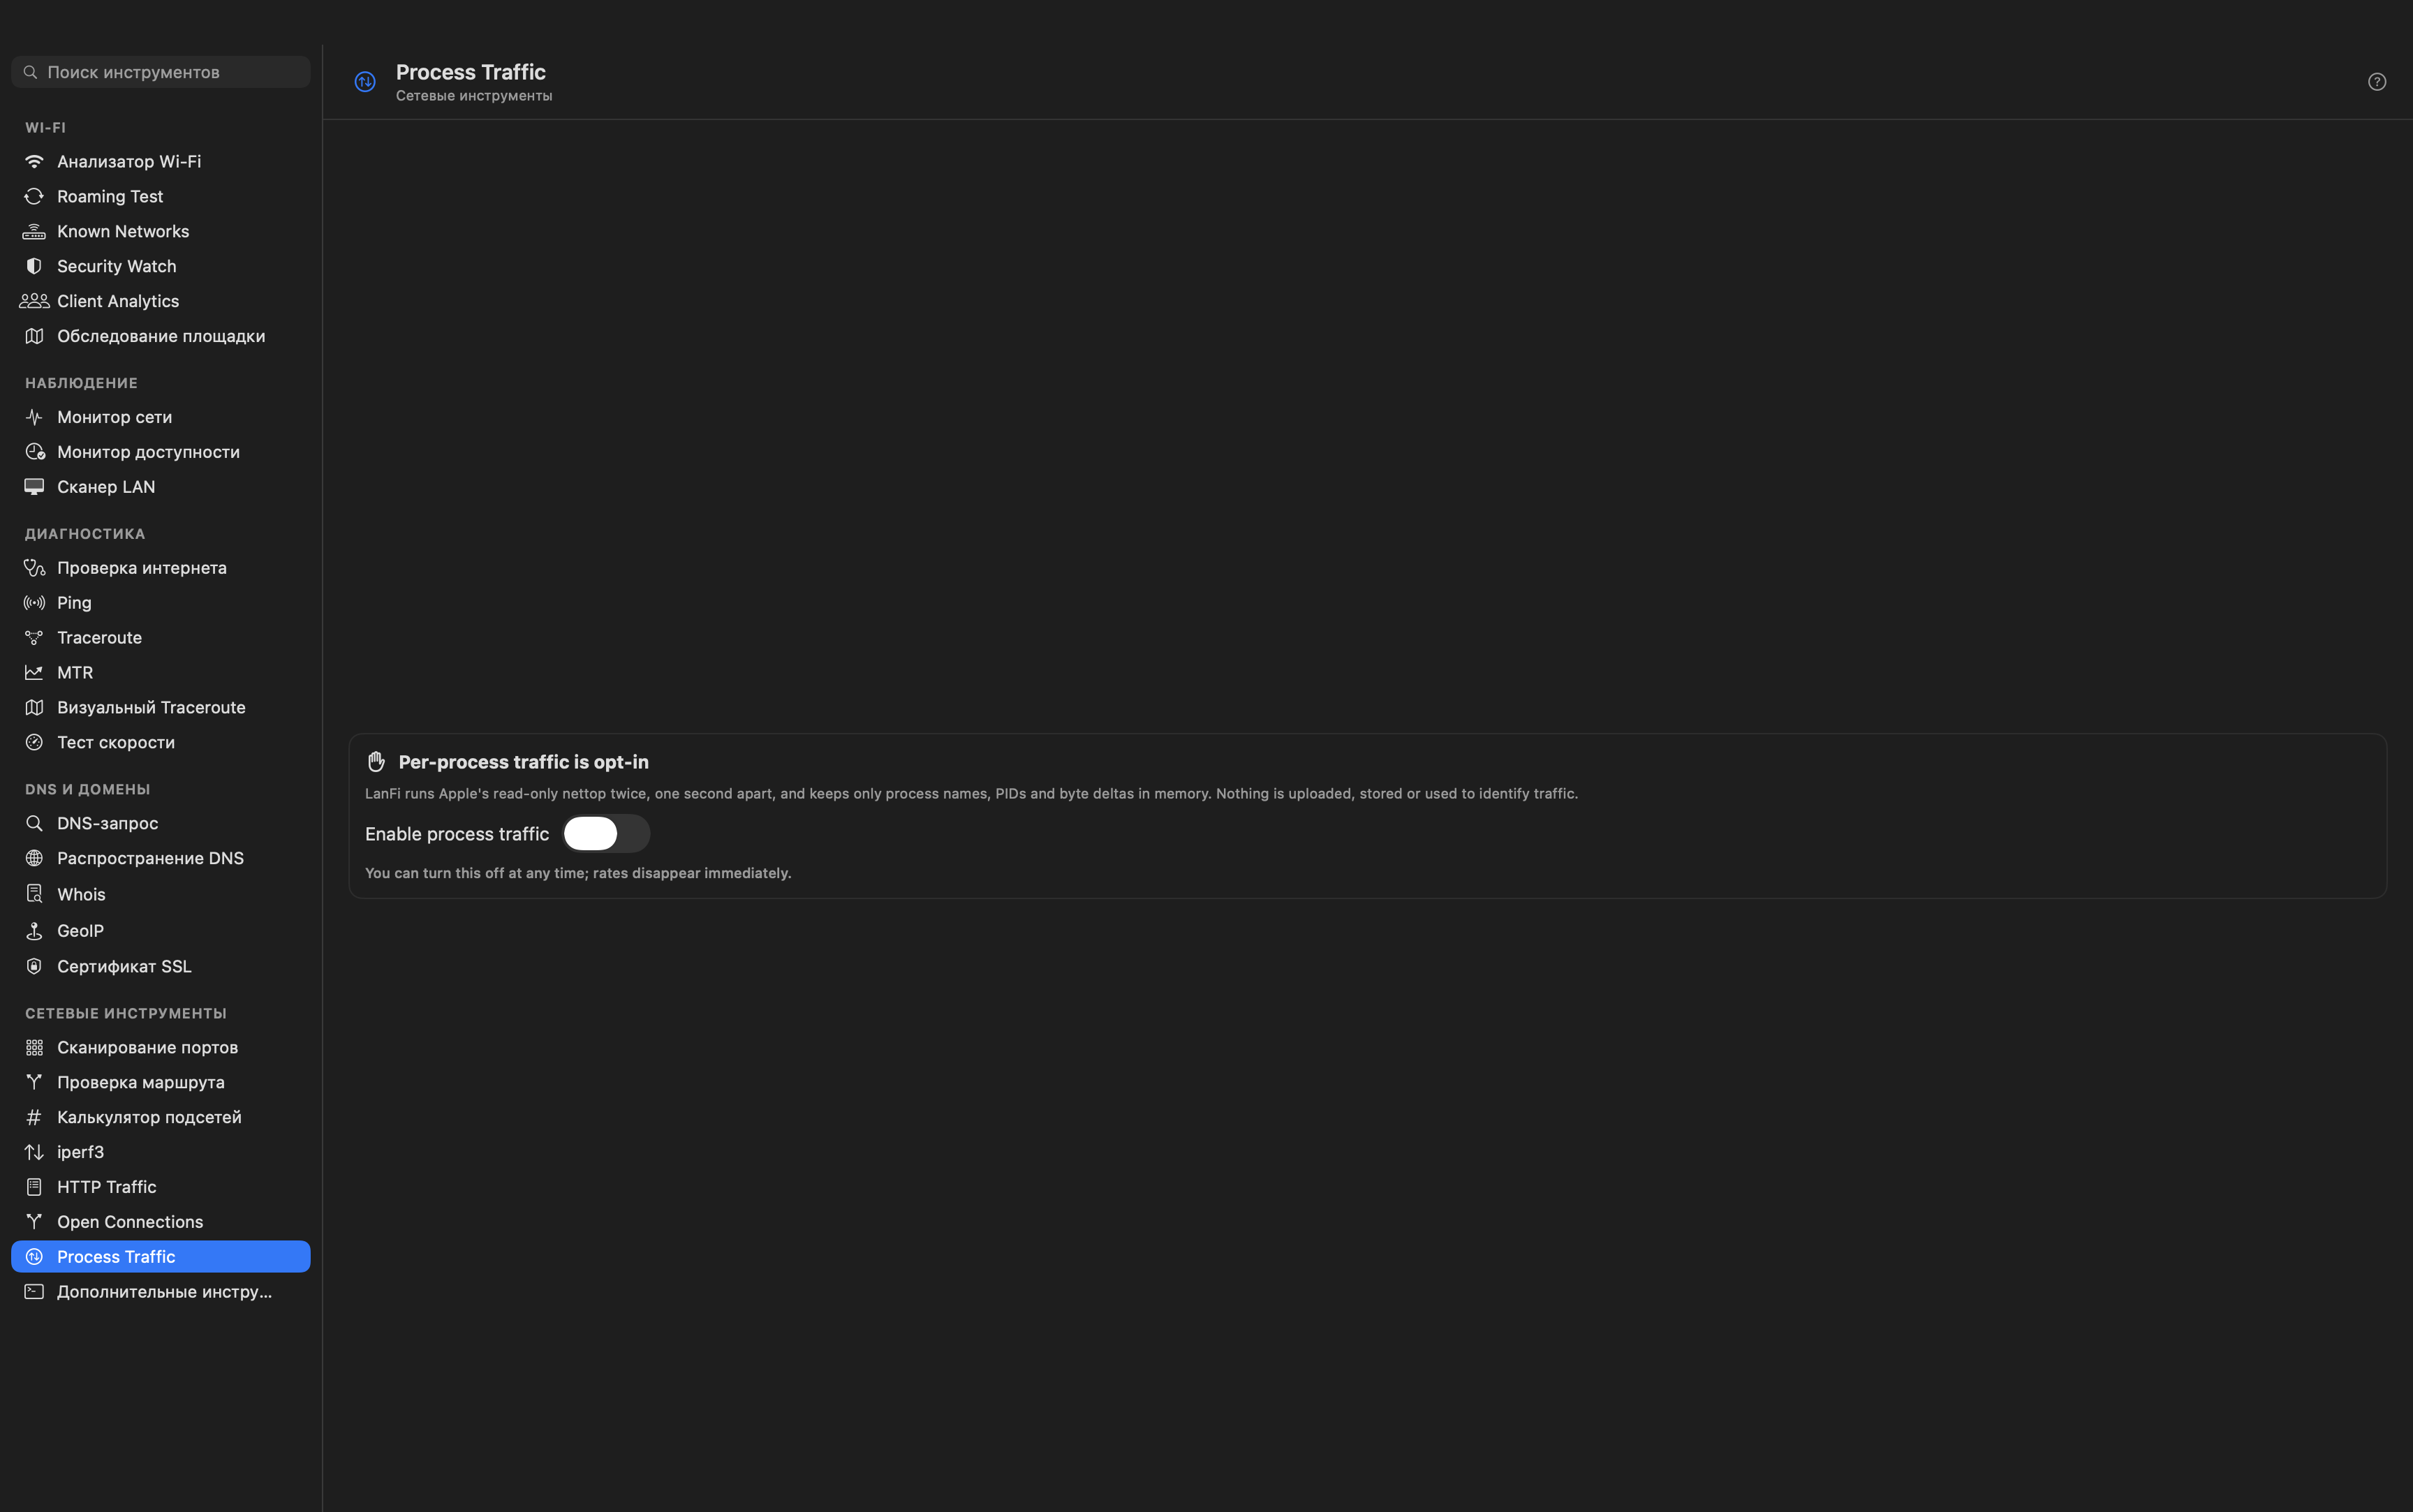 Поиск инструментов
WI-FI
Анализатор Wi-Fi
Roaming Test
Known Networks
Security Watch
Client Analytics
Обследование площадки
НАБЛЮДЕНИЕ
Монитор сети
Монитор доступности
Сканер LAN
ДИАГНОСТИКА
Проверка интернета
Ping
Traceroute
MTR
Визуальный Traceroute
Тест скорости
DNS И ДОМЕНЫ
DNS-запрос
Распространение DNS
Whois
GeoIP
Сертификат SSL
СЕТЕВЫЕ ИНСТРУМЕНТЫ
Сканирование портов
Проверка маршрута
Калькулятор подсетей
iperf3
HTTP Traffic
Open Connections
Process Traffic
Дополнительные инстру...
Process Traffic
Сетевые инструменты
Per-process traffic is opt-in
LanFi runs Apple's read-only nettop twice, one second apart, and keeps only process names, PIDs and byte deltas in memory. Nothing is uploaded, stored or used to identify traffic.
Enable process traffic
You can turn this off at any time; rates disappear immediately.